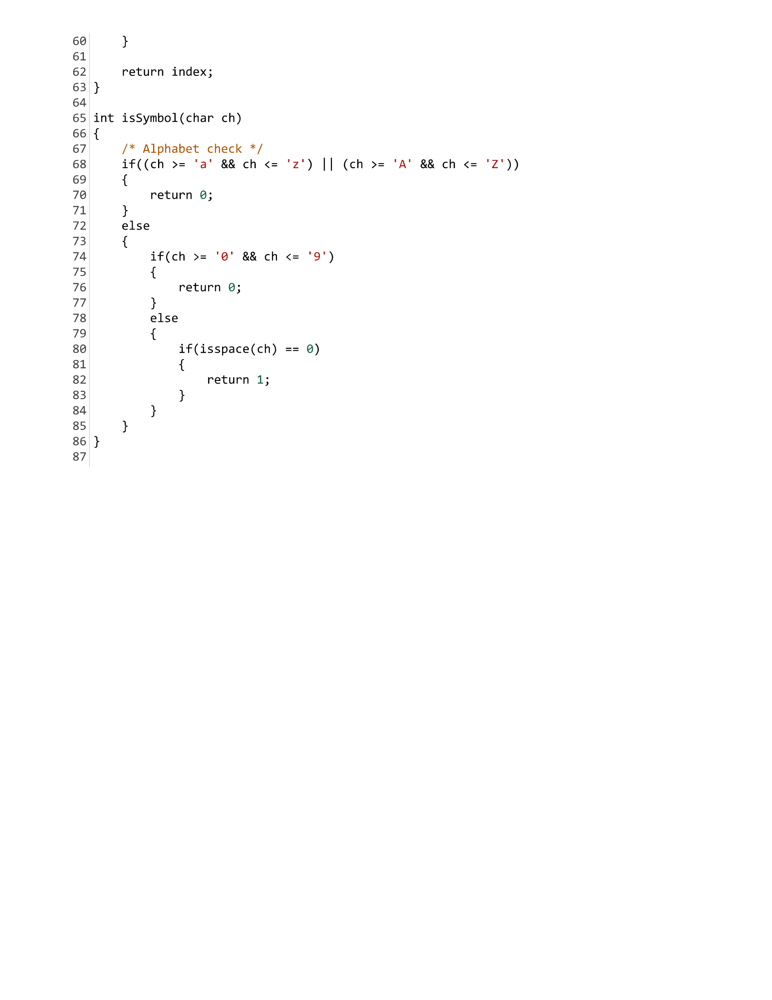 60     }
61
62     return index;
63 }
64
65 int isSymbol(char ch)
66 {
67     /* Alphabet check */
68     if((ch >= 'a' && ch <= 'z') || (ch >= 'A' && ch <= 'Z'))
69     {
70         return 0;
71     }
72     else
73     {
74         if(ch >= '0' && ch <= '9')
75         {
76             return 0;
77         }
78         else
79         {
80             if(isspace(ch) == 0)
81             {
82                 return 1;
83             }
84         }
85     }
86 }
87